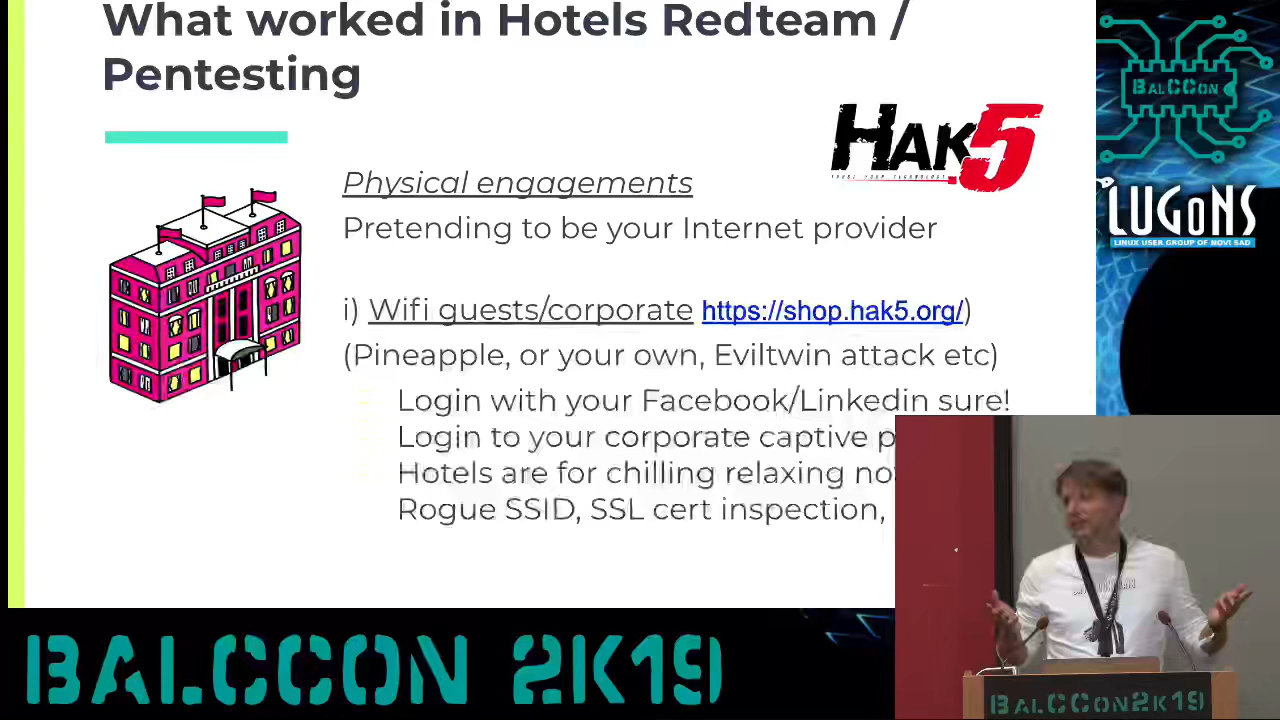 What worked in Hotels Redteam /
Pentesting
HAK5
Physical engagements
Pretending to be your Internet provider
i) Wifi guests/corporate https://shop.hak5.org/)
(Pineapple, or your own, Eviltwin attack etc)
Login with your Facebook/Linkedin sure!
Login to your corporate captive p
Hotels are for chilling relaxing no
Rogue SSID, SSL cert inspection,
BALCCON
LUGONS
LINUX USER GROUP OF NOVI SAD
BALCCON 2K19
BALCCON2K19